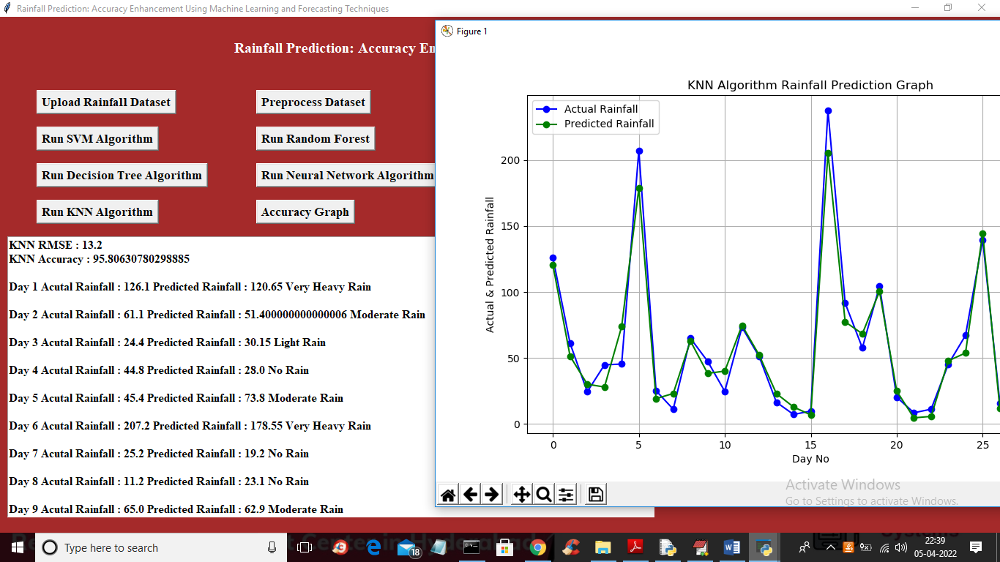 Rainfall Prediction: Accuracy Enhancement Using Machine Learning and Forecasting Techniques
Rainfall Prediction: Accuracy En
Upload Rainfall Dataset
Preprocess Dataset
Run SVM Algorithm
Run Random Forest
Run Decision Tree Algorithm
Run Neural Network Algorithm
Run KNN Algorithm
Accuracy Graph
KNN RMSE : 13.2
KNN Accuracy : 95.80630780298885
Day 1 Acutal Rainfall : 126.1 Predicted Rainfall : 120.65 Very Heavy Rain
Day 2 Acutal Rainfall : 61.1 Predicted Rainfall : 51.400000000000006 Moderate Rain
Day 3 Acutal Rainfall : 24.4 Predicted Rainfall : 30.15 Light Rain
Day 4 Acutal Rainfall : 44.8 Predicted Rainfall : 28.0 No Rain
Day 5 Acutal Rainfall : 45.4 Predicted Rainfall : 73.8 Moderate Rain
Day 6 Acutal Rainfall : 207.2 Predicted Rainfall : 178.55 Very Heavy Rain
Day 7 Acutal Rainfall : 25.2 Predicted Rainfall : 19.2 No Rain
Day 8 Acutal Rainfall : 11.2 Predicted Rainfall : 23.1 No Rain
Day 9 Acutal Rainfall : 65.0 Predicted Rainfall : 62.9 Moderate Rain
Figure 1
KNN Algorithm Rainfall Prediction Graph
Actual Rainfall
Predicted Rainfall
Actual & Predicted Rainfall
200
150
100
50
0
0 5 10 15 20 25
Day No
Activate Windows
Go to Settings to activate Windows.
Type here to search
18
22:39
05-04-2022